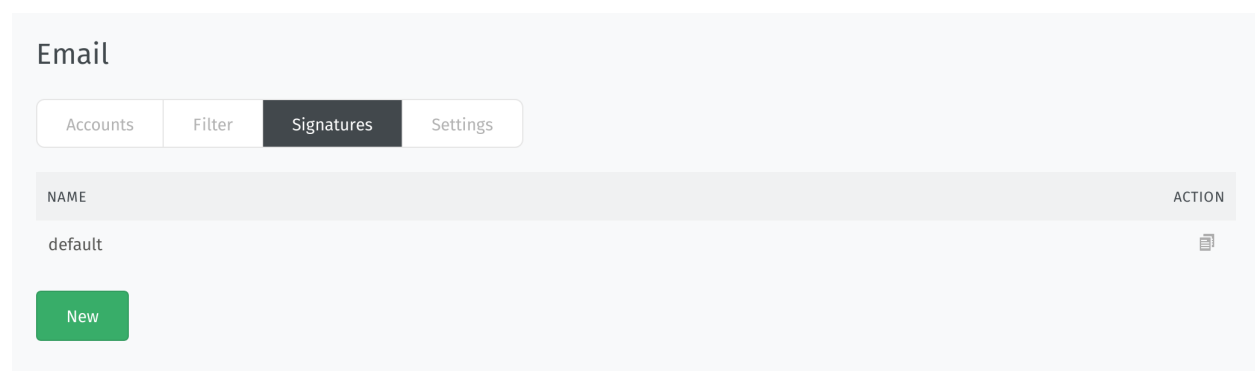 Email
Accounts Filter Signatures Settings
NAME ACTION
default
New